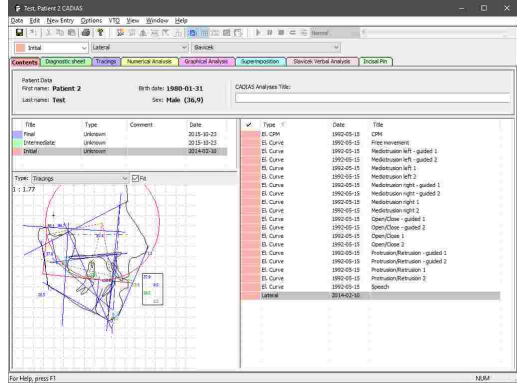 Test, Patient 2 CADIAS
Data Edit New Entry Options VTO View Window Help
Normal
Initial Lateral Slavicek
Contents Diagnostic sheet Tracings Numerical Analysis Graphical Analysis Superimposition Slavicek Verbal Analysis Incisal Pin
Patient Data
First name: Patient 2 Birth date: 1980-01-31
Last name: Test Sex: Male (36,9)
CADIAS Analyses Title:
Title Type Comment Date
Final Unknown 2015-10-23
Intermediate Unknown 2015-10-23
Initial Unknown 2014-02-10
Type: Tracings Fit
1 : 1.77
✓ Type Date Title
El. CPM 1992-05-15 CPM
El. Curve 1992-05-15 Free movement
El. Curve 1992-05-15 Mediotrusion left - guided 1
El. Curve 1992-05-15 Mediotrusion left - guided 2
El. Curve 1992-05-15 Mediotrusion left 1
El. Curve 1992-05-15 Mediotrusion left 2
El. Curve 1992-05-15 Mediotrusion right - guided 1
El. Curve 1992-05-15 Mediotrusion right - guided 2
El. Curve 1992-05-15 Mediotrusion right 1
El. Curve 1992-05-15 Mediotrusion right 2
El. Curve 1992-05-15 Open/Close - guided 1
El. Curve 1992-05-15 Open/Close - guided 2
El. Curve 1992-05-15 Open/Close 1
El. Curve 1992-05-15 Open/Close 2
El. Curve 1992-05-15 Protrusion/Retrusion - guided 1
El. Curve 1992-05-15 Protrusion/Retrusion - guided 2
El. Curve 1992-05-15 Protrusion/Retrusion 1
El. Curve 1992-05-15 Protrusion/Retrusion 2
El. Curve 1992-05-15 Speech
Lateral 2014-02-10
For Help, press F1 NUM